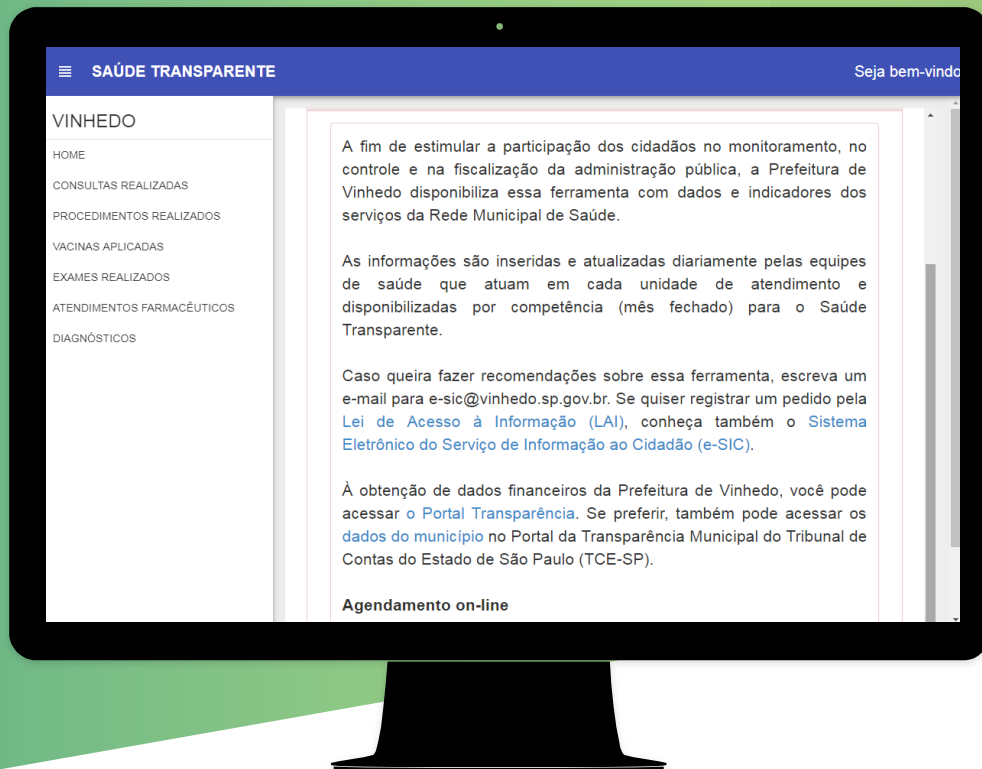 SAÚDE TRANSPARENTE
Seja bem-vindo
VINHEDO
HOME
CONSULTAS REALIZADAS
PROCEDIMENTOS REALIZADOS
VACINAS APLICADAS
EXAMES REALIZADOS
ATENDIMENTOS FARMACÊUTICOS
DIAGNÓSTICOS
A fim de estimular a participação dos cidadãos no monitoramento, no
controle e na fiscalização da administração pública, a Prefeitura de
Vinhedo disponibiliza essa ferramenta com dados e indicadores dos
serviços da Rede Municipal de Saúde.
As informações são inseridas e atualizadas diariamente pelas equipes
de saúde que atuam em cada unidade de atendimento e
disponibilizadas por competência (mês fechado) para o Saúde
Transparente.
Caso queira fazer recomendações sobre essa ferramenta, escreva um
e-mail para e-sic@vinhedo.sp.gov.br. Se quiser registrar um pedido pela
Lei de Acesso à Informação (LAI), conheça também o Sistema
Eletrônico do Serviço de Informação ao Cidadão (e-SIC).
À obtenção de dados financeiros da Prefeitura de Vinhedo, você pode
acessar o Portal Transparência. Se preferir, também pode acessar os
dados do município no Portal da Transparência Municipal do Tribunal de
Contas do Estado de São Paulo (TCE-SP).
Agendamento on-line